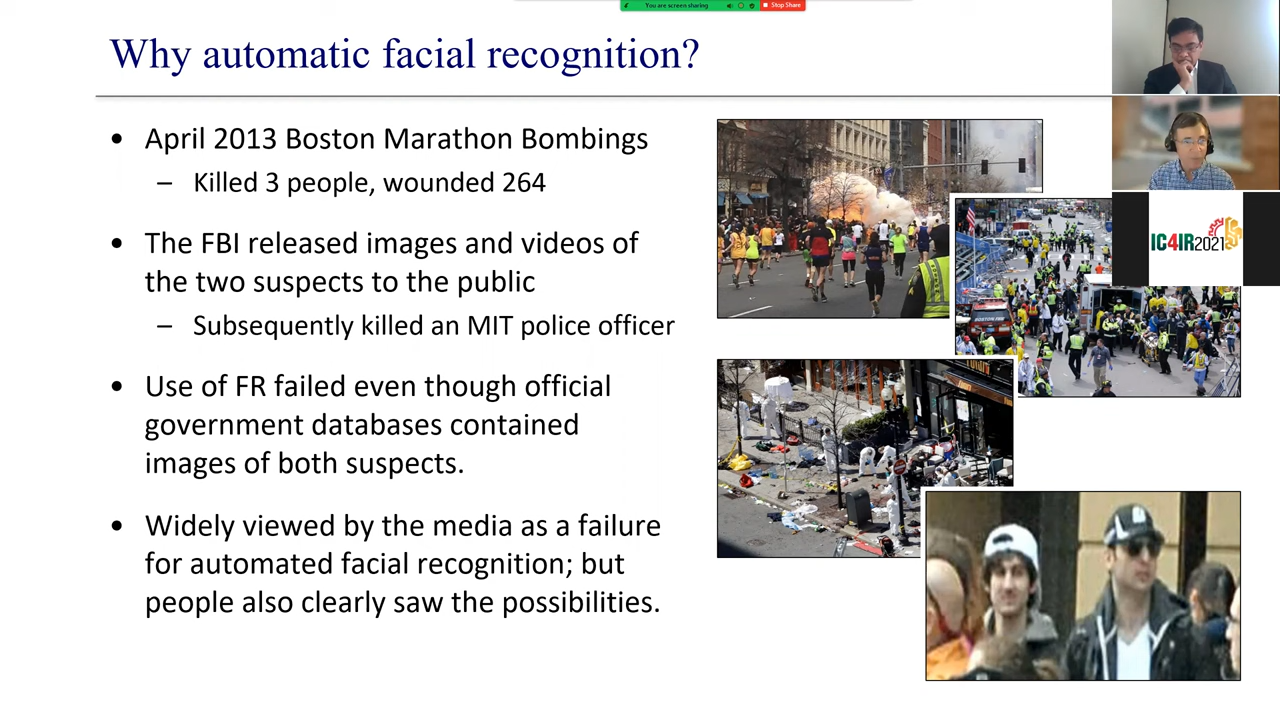 You are screen sharing
Stop Share
Why automatic facial recognition?
• April 2013 Boston Marathon Bombings
– Killed 3 people, wounded 264
• The FBI released images and videos of
the two suspects to the public
– Subsequently killed an MIT police officer
• Use of FR failed even though official
government databases contained
images of both suspects.
• Widely viewed by the media as a failure
for automated facial recognition; but
people also clearly saw the possibilities.
IC4IR2021